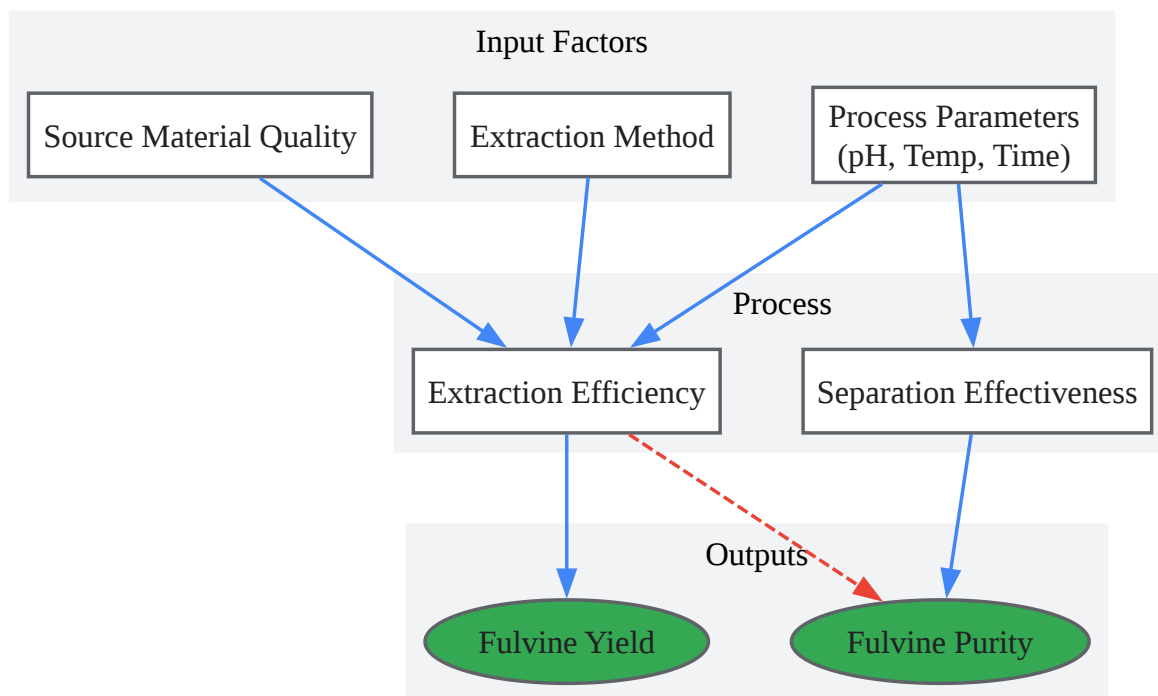 Input Factors
Source Material Quality
Extraction Method
Process Parameters
(pH, Temp, Time)
Process
Extraction Efficiency
Separation Effectiveness
Outputs
Fulvine Yield
Fulvine Purity